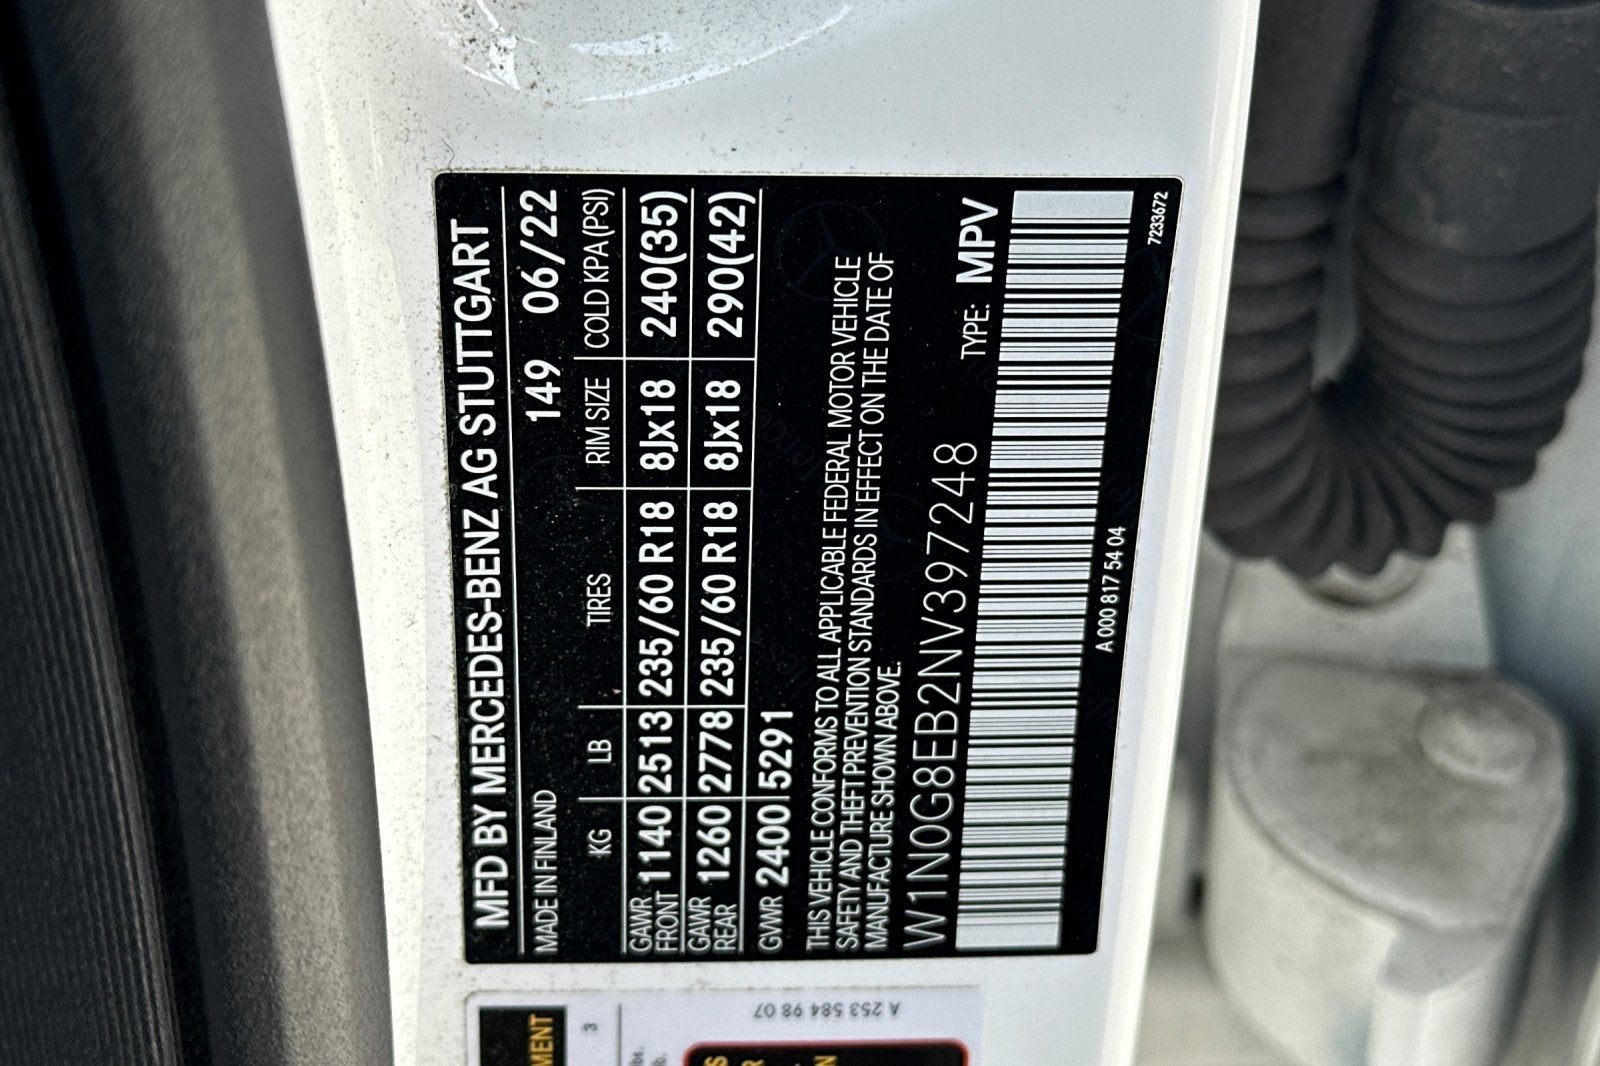 MFD BY MERCEDES-BENZ AG STUTTGART
MADE IN FINLAND 149 06/22
KG LB TIRES RIM SIZE COLD KPA (PSI)
GAWR FRONT 1140 2513 235/60 R18 8Jx18 240(35)
GAWR REAR 1260 2778 235/60 R18 8Jx18 290(42)
GVWR 2400 5291
THIS VEHICLE CONFORMS TO ALL APPLICABLE FEDERAL MOTOR VEHICLE
SAFETY AND THEFT PREVENTION STANDARDS IN EFFECT ON THE DATE OF
MANUFACTURE SHOWN ABOVE.
W1N0G8EB2NV397248 TYPE: MPV
A 000 817 54 04
7233672
A 253 584 98 07
3